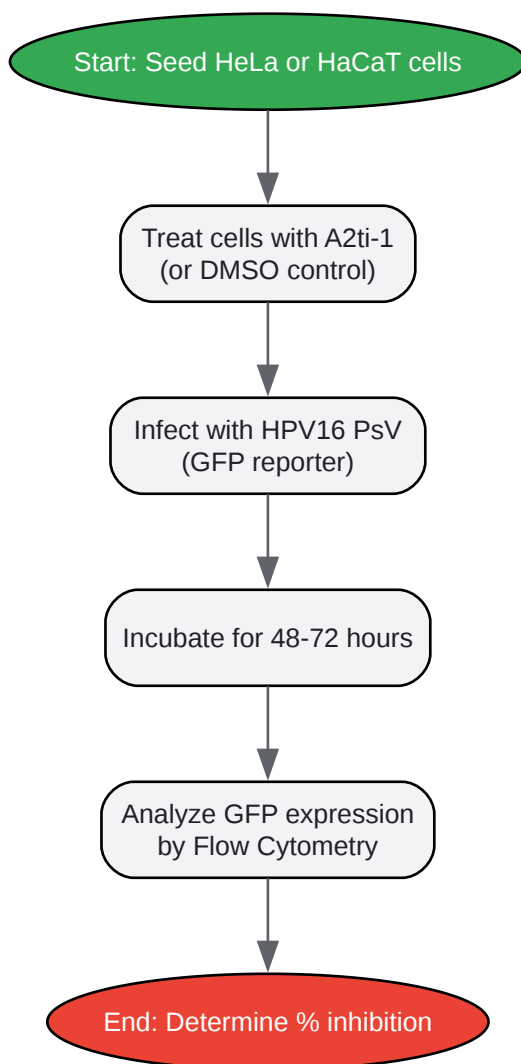 Start: Seed HeLa or HaCaT cells
Treat cells with A2ti-1
(or DMSO control)
Infect with HPV16 PsV
(GFP reporter)
Incubate for 48-72 hours
Analyze GFP expression
by Flow Cytometry
End: Determine % inhibition